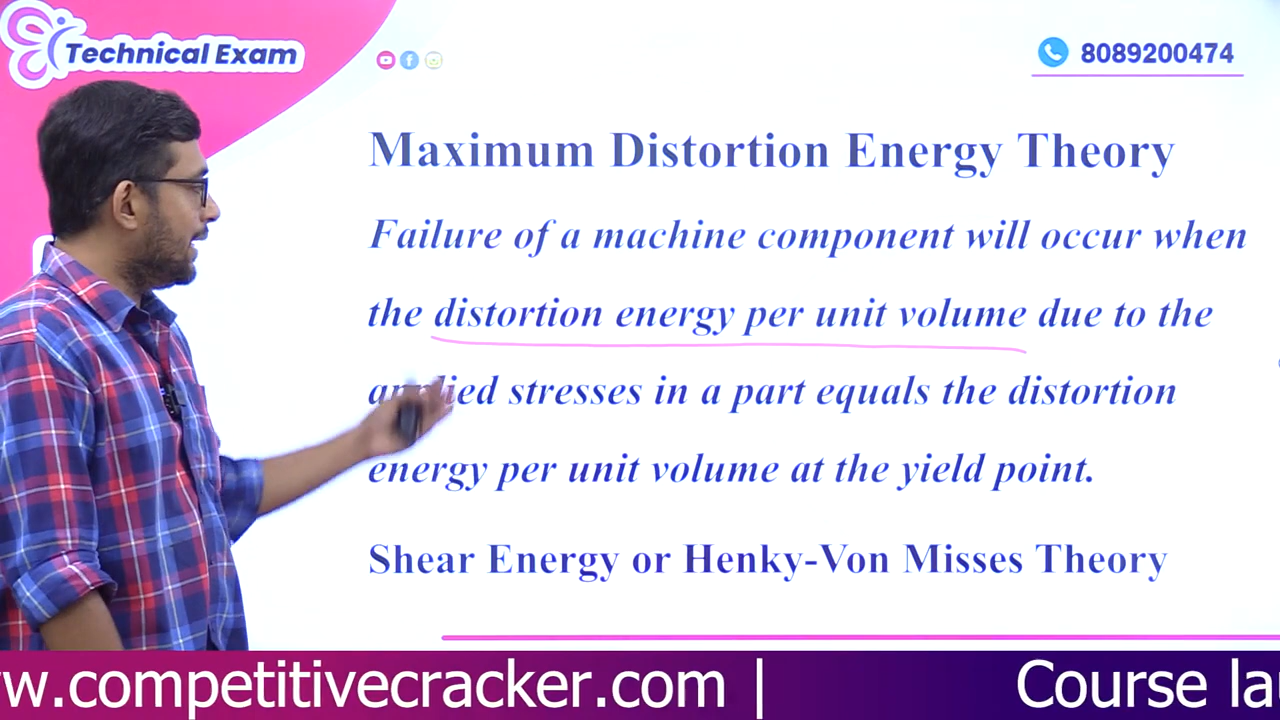 Technical Exam
8089200474
Maximum Distortion Energy Theory
Failure of a machine component will occur when
the distortion energy per unit volume due to the
applied stresses in a part equals the distortion
energy per unit volume at the yield point.
Shear Energy or Henky-Von Misses Theory
w.competitivecracker.com | Course la